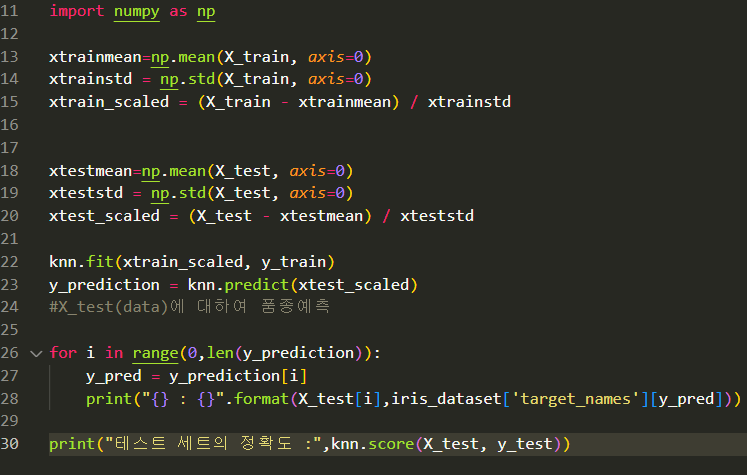 11 import numpy as np
12
13 xtrainmean=np.mean(X_train, axis=0)
14 xtrainstd = np.std(X_train, axis=0)
15 xtrain_scaled = (X_train - xtrainmean) / xtrainstd
16
17
18 xtestmean=np.mean(X_test, axis=0)
19 xteststd = np.std(X_test, axis=0)
20 xtest_scaled = (X_test - xtestmean) / xteststd
21
22 knn.fit(xtrain_scaled, y_train)
23 y_prediction = knn.predict(xtest_scaled)
24 #X_test(data)에 대하여 품종예측
25
26 for i in range(0,len(y_prediction)):
27     y_pred = y_prediction[i]
28     print("{} : {}".format(X_test[i],iris_dataset['target_names'][y_pred]))
29
30 print("테스트 세트의 정확도 :",knn.score(X_test, y_test))